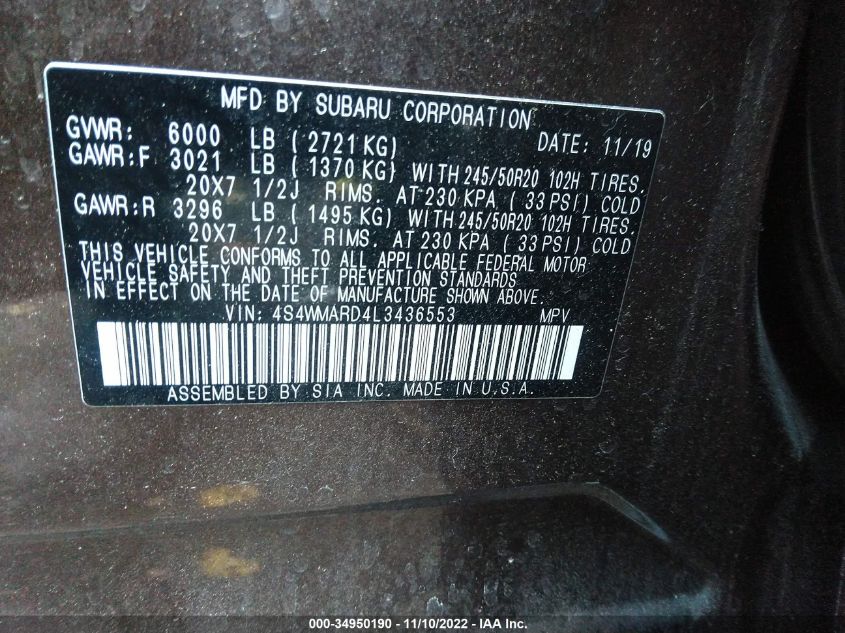 MFD BY SUBARU CORPORATION
GVWR: 6000 LB ( 2721 KG) DATE: 11/19
GAWR:F 3021 LB ( 1370 KG) WITH 245/50R20 102H TIRES.
20X7 1/2J RIMS. AT 230 KPA ( 33 PSI) COLD
GAWR:R 3296 LB ( 1495 KG) WITH 245/50R20 102H TIRES.
20X7 1/2J RIMS. AT 230 KPA ( 33 PSI) COLD
THIS VEHICLE CONFORMS TO ALL APPLICABLE FEDERAL MOTOR
VEHICLE SAFETY AND THEFT PREVENTION STANDARDS
IN EFFECT ON THE DATE OF MANUFACTURE SHOWN ABOVE.
VIN: 4S4WMARD4L3436553 MPV
ASSEMBLED BY SIA INC. MADE IN U.S.A.
000-34950190 - 11/10/2022 - IAA Inc.